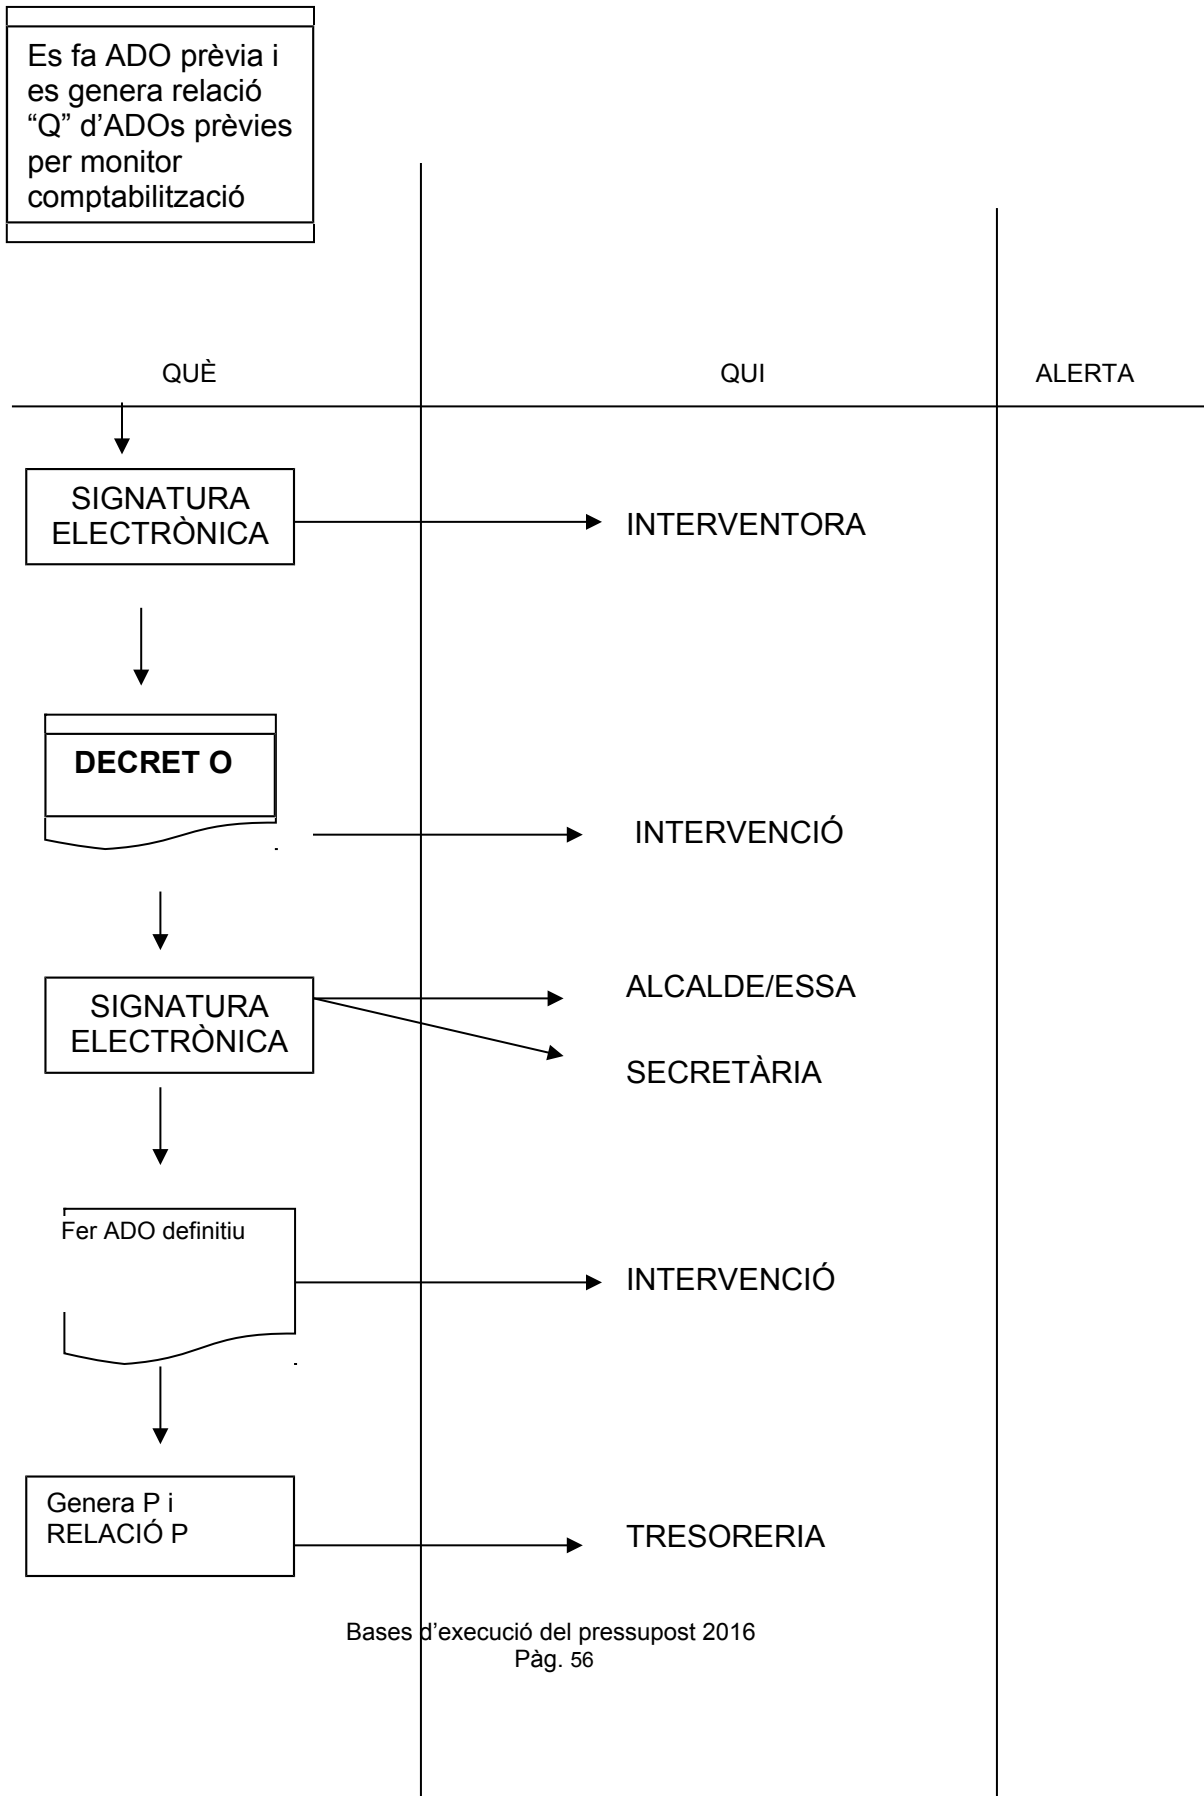 Es fa ADO prèvia i
es genera relació
“Q” d’ADOs prèvies
per monitor
comptabilització
QUÈ
QUI
ALERTA
SIGNATURA
ELECTRÒNICA
INTERVENTORA
DECRET O
INTERVENCIÓ
SIGNATURA
ELECTRÒNICA
ALCALDE/ESSA
SECRETÀRIA
Fer ADO definitiu
INTERVENCIÓ
Genera P i
RELACIÓ P
TRESORERIA
Bases d’execució del pressupost 2016
Pàg. 56